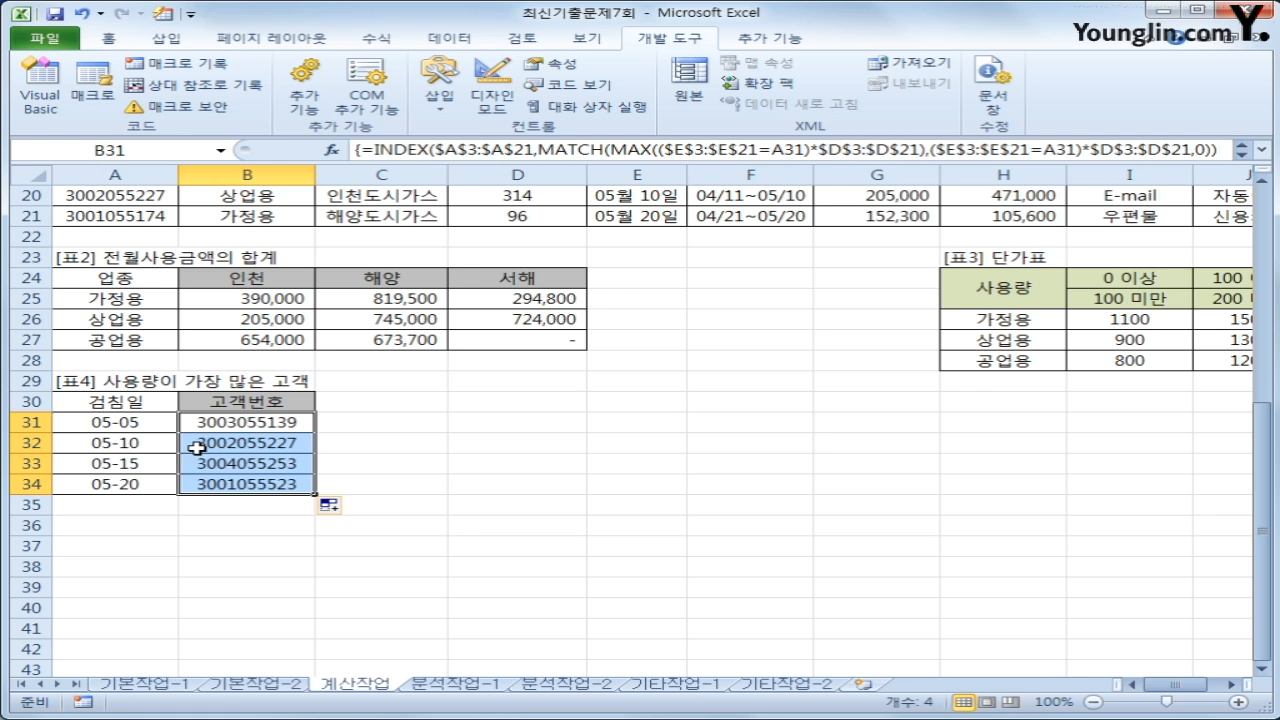 최신기출문제7회 - Microsoft Excel
Younglin.com Y.
파일 홈 삽입 페이지 레이아웃 수식 데이터 검토 보기 개발 도구 추가 기능
Visual Basic
매크로
매크로 기록
상대 참조로 기록
매크로 보안
코드
추가 기능
COM 추가 기능
추가 기능
삽입
디자인 모드
속성
코드 보기
대화 상자 실행
컨트롤
원본
맵 속성
확장 팩
데이터 새로 고침
가져오기
내보내기
XML
문서 창
수정
B31 fx {=INDEX($A$3:$A$21,MATCH(MAX(($E$3:$E$21=A31)*$D$3:$D$21),($E$3:$E$21=A31)*$D$3:$D$21,0))
A B C D E F G H I J
20 3002055227 상업용 인천도시가스 314 05월 10일 04/11~05/10 205,000 471,000 E-mail 자동
21 3001055174 가정용 해양도시가스 96 05월 20일 04/21~05/20 152,300 105,600 우편물 신용
22
23 [표2] 전월사용금액의 합계 [표3] 단가표
24 업종 인천 해양 서해 사용량 0 이상 100
25 가정용 390,000 819,500 294,800 100 미만 200
26 상업용 205,000 745,000 724,000 가정용 1100 15
27 공업용 654,000 673,700 - 상업용 900 13
28 공업용 800 12
29 [표4] 사용량이 가장 많은 고객
30 검침일 고객번호
31 05-05 3003055139
32 05-10 3002055227
33 05-15 3004055253
34 05-20 3001055523
35
36
37
38
39
40
41
42
43
기본작업-1 기본작업-2 계산작업 분석작업-1 분석작업-2 기타작업-1 기타작업-2
준비 개수: 4 100%